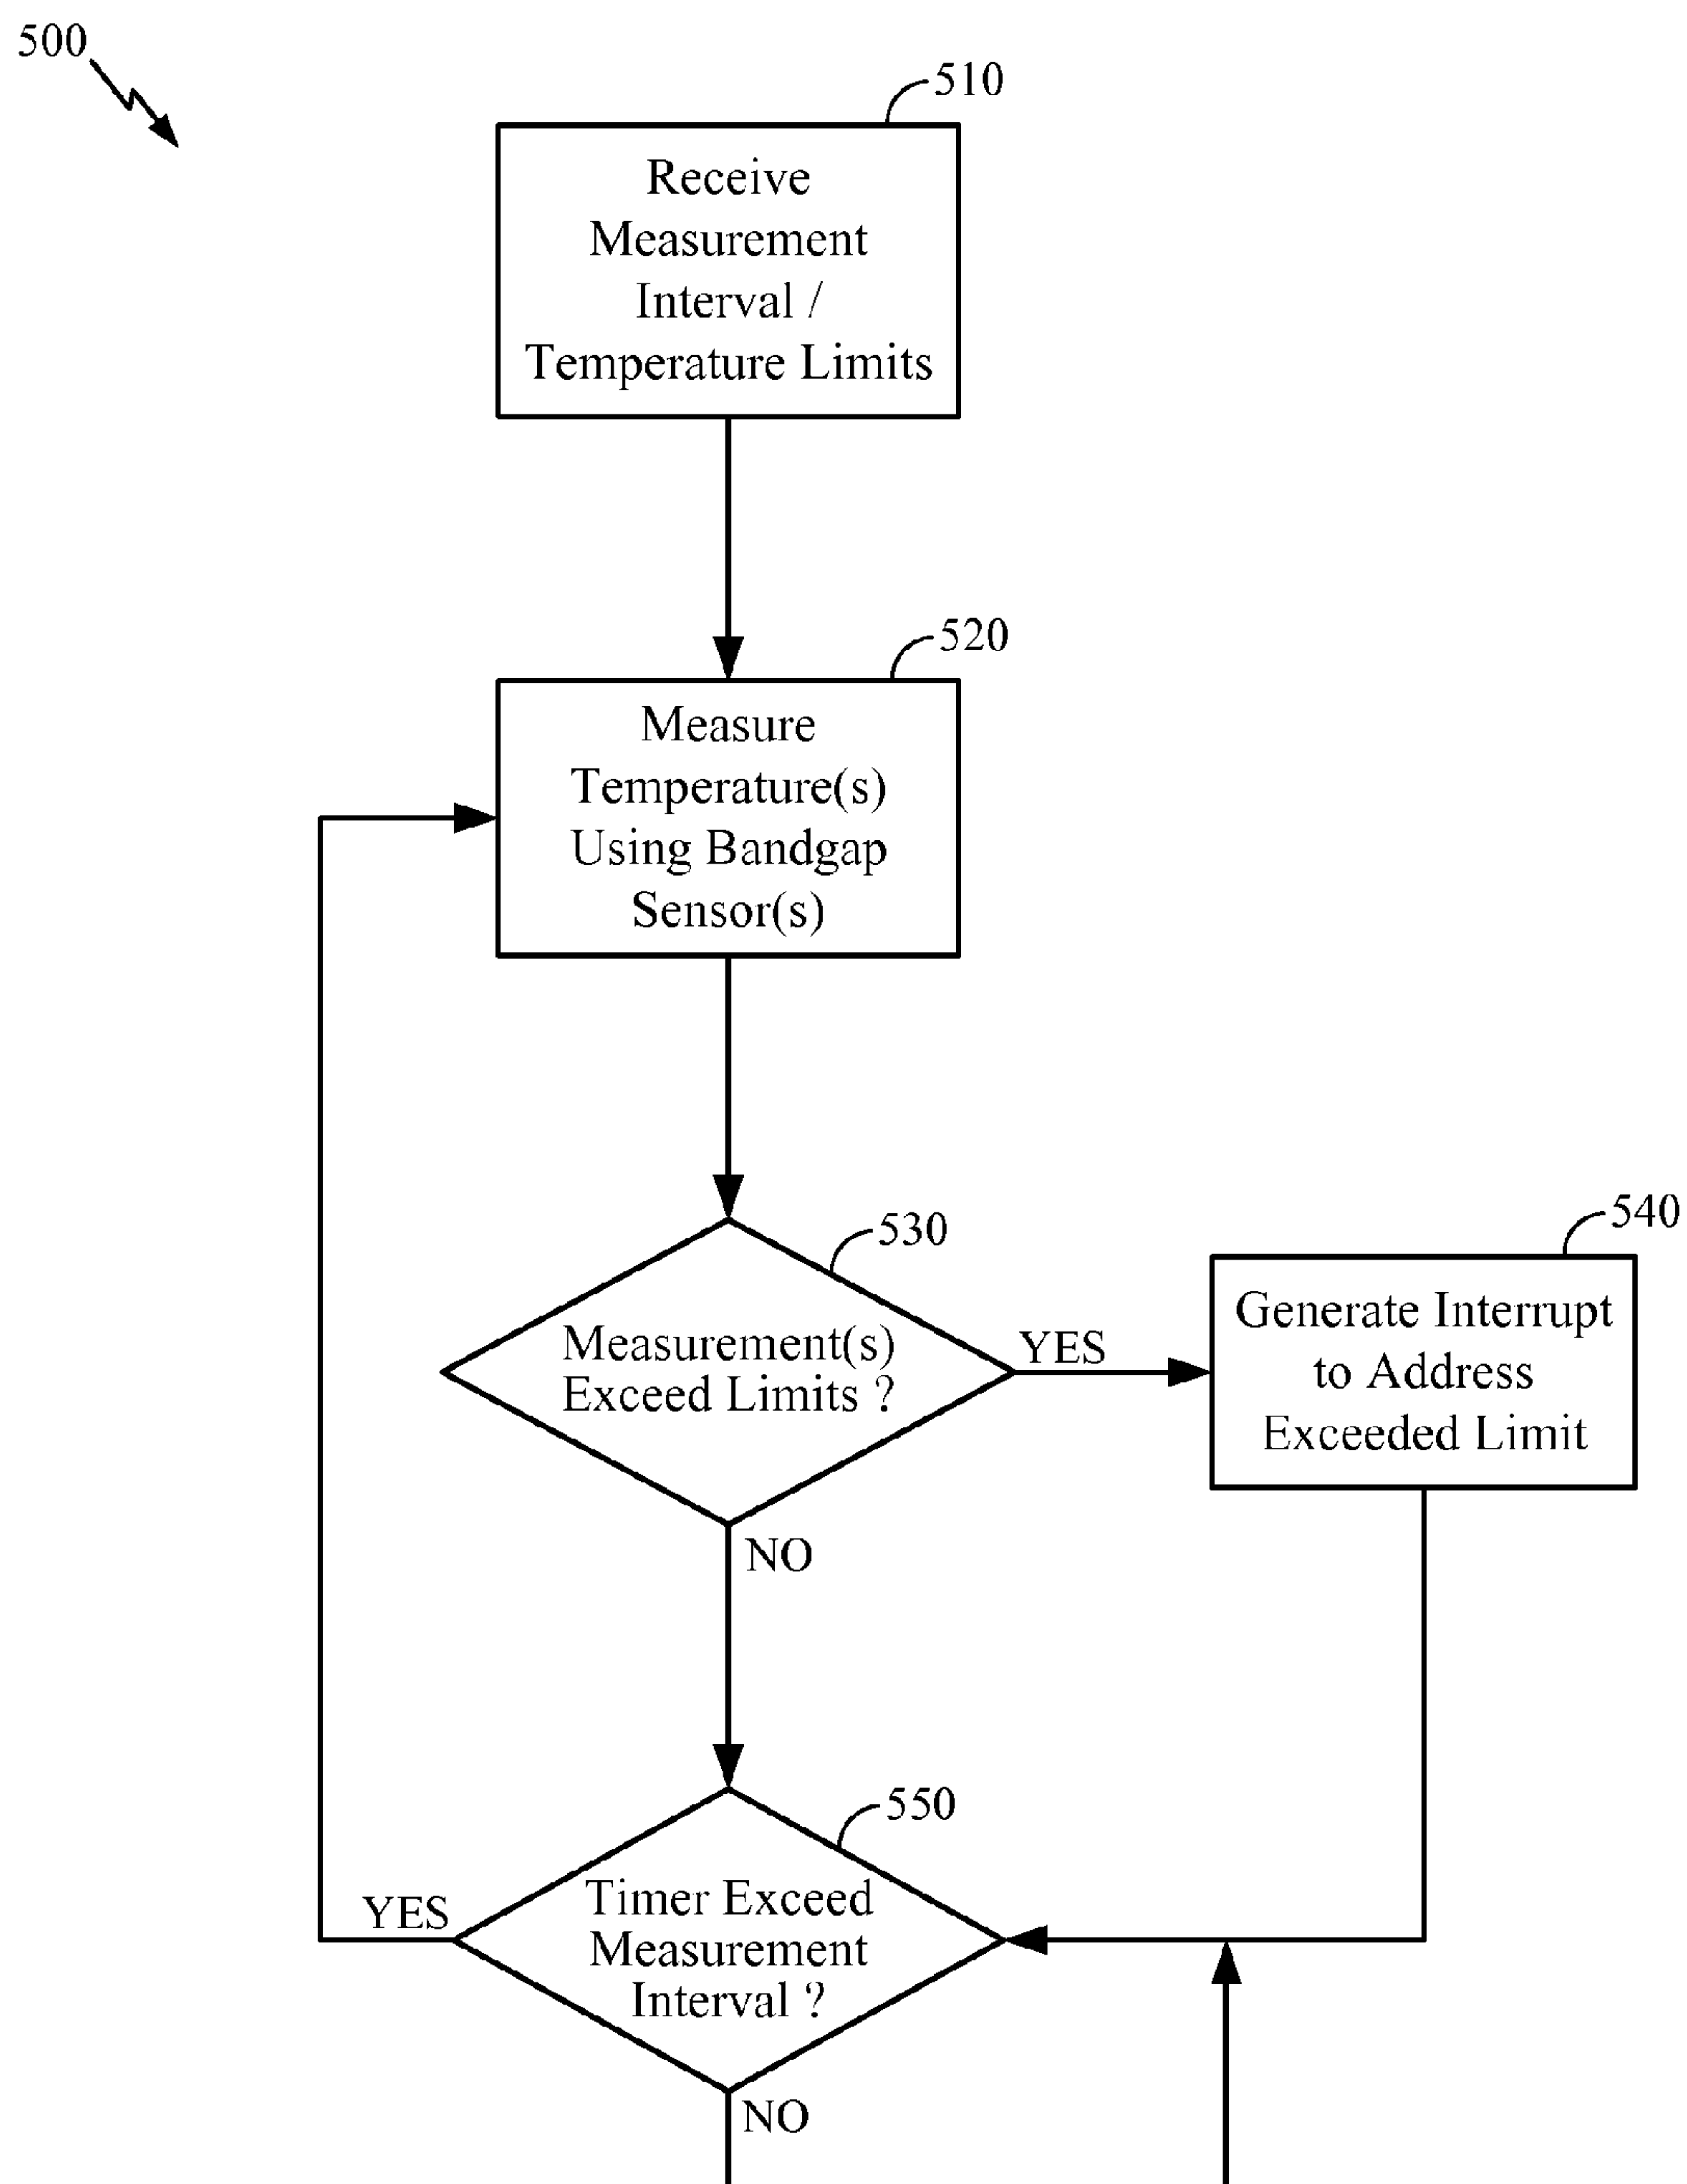 500
510
Receive
Measurement
Interval /
Temperature Limits
520
Measure
Temperature(s)
Using Bandgap
Sensor(s)
530
Measurement(s)
Exceed Limits ?
YES
540
Generate Interrupt
to Address
Exceeded Limit
NO
550
Timer Exceed
Measurement
Interval ?
YES
NO